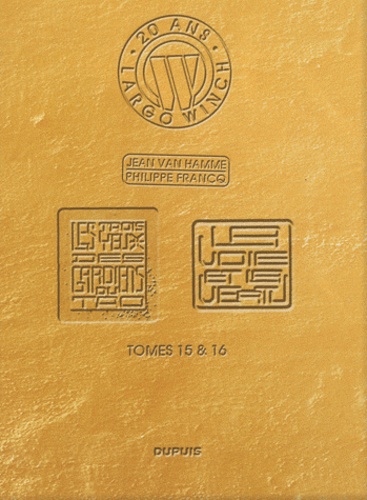 20 ANS
LARGO WINCH
W
JEAN VAN HAMME
PHILIPPE FRANCQ
LES TROIS
YEUX
DES
GARDIENS
DU
TAO
LA
VOIE
ET LA
VERTU
TOMES 15 & 16
DUPUIS